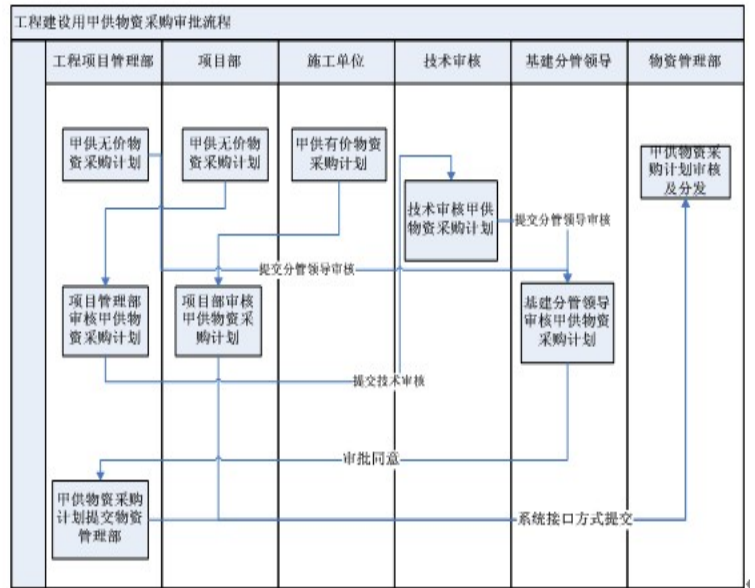 工程建设用甲供物资采购审批流程
工程项目管理部
项目部
施工单位
技术审核
基建分管领导
物资管理部
甲供无价物
资采购计划
甲供无价物
资采购计划
甲供有价物资
采购计划
甲供物资采
购计划审核
及分发
技术审核甲供
物资采购计划
提交分管领导审核
提交分管领导审核
项目管理部
审核甲供物
资采购计划
项目部审核
甲供物资采
购计划
基建分管领导
审核甲供物资
采购计划
提交技术审核
审批同意
甲供物资采购
计划提交物资
管理部
系统接口方式提交